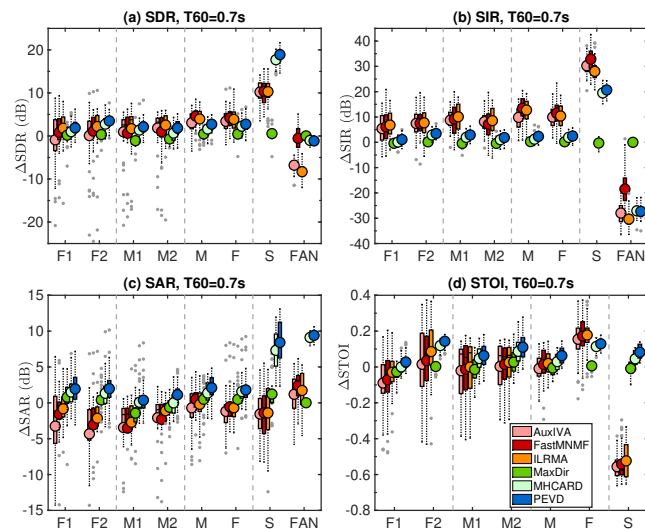 (a) SDR, T60=0.7s
(b) SIR, T60=0.7s
ΔSDR (dB)
20
10
0
-10
-20
F1 F2 M1 M2 M F S FAN
ΔSIR (dB)
40
30
20
10
0
-10
-20
-30
-40
F1 F2 M1 M2 M F S FAN
(c) SAR, T60=0.7s
(d) STOI, T60=0.7s
ΔSAR (dB)
15
10
5
0
-5
-10
-15
F1 F2 M1 M2 M F S FAN
ΔSTOI
0.4
0.2
0
-0.2
-0.4
-0.6
-0.8
F1 F2 M1 M2 M F S
AuxIVA
FastMNMF
ILRMA
MaxDir
MHCARD
PEVD